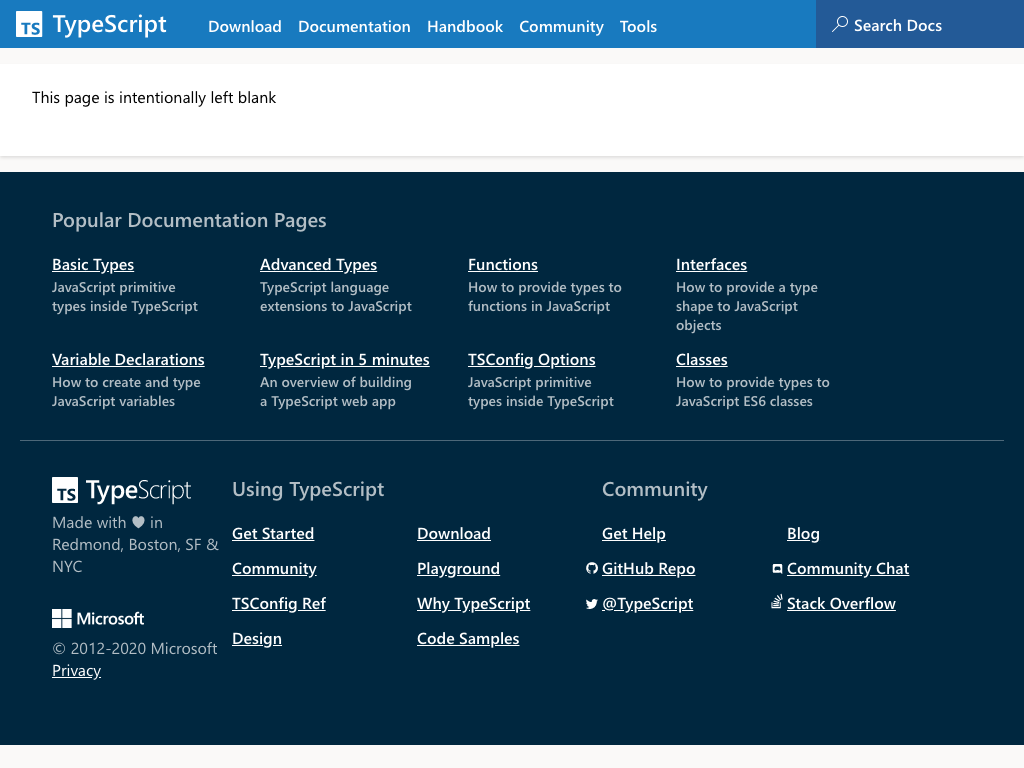 TS TypeScript
Download Documentation Handbook Community Tools
Search Docs
This page is intentionally left blank
Popular Documentation Pages
Basic Types
JavaScript primitive
types inside TypeScript
Advanced Types
TypeScript language
extensions to JavaScript
Functions
How to provide types to
functions in JavaScript
Interfaces
How to provide a type
shape to JavaScript
objects
Variable Declarations
How to create and type
JavaScript variables
TypeScript in 5 minutes
An overview of building
a TypeScript web app
TSConfig Options
JavaScript primitive
types inside TypeScript
Classes
How to provide types to
JavaScript ES6 classes
TS TypeScript
Made with ♥ in
Redmond, Boston, SF &
NYC
Microsoft
© 2012-2020 Microsoft
Privacy
Using TypeScript
Get Started
Community
TSConfig Ref
Design
Download
Playground
Why TypeScript
Code Samples
Community
Get Help
GitHub Repo
@TypeScript
Blog
Community Chat
Stack Overflow